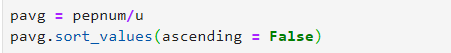 pavg = pepnum/u
pavg.sort_values(ascending = False)